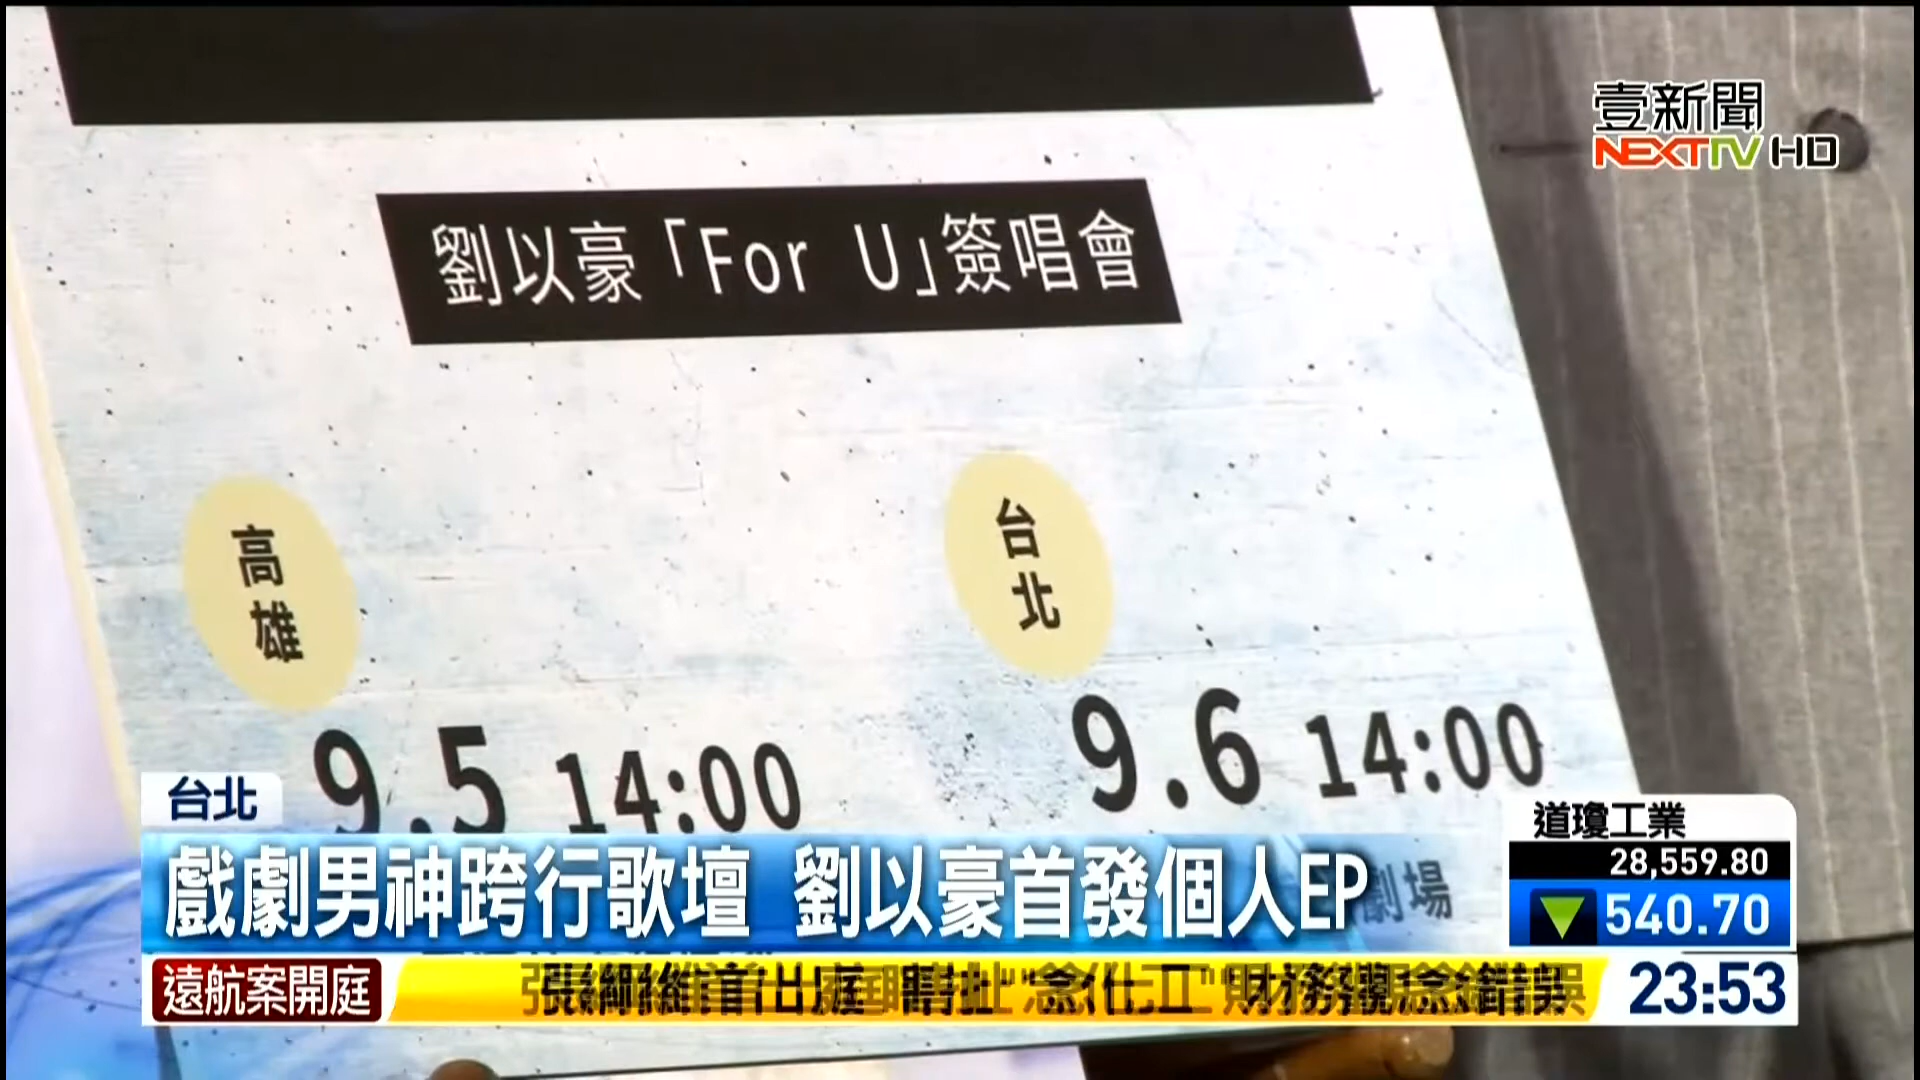 壹新聞
NEXTTV HD
劉以豪「For U」簽唱會
高雄
9.5 14:00
台北
9.6 14:00
劇場
台北
戲劇男神跨行歌壇 劉以豪首發個人EP
道瓊工業
28,559.80
540.70
遠航案開庭
23:53